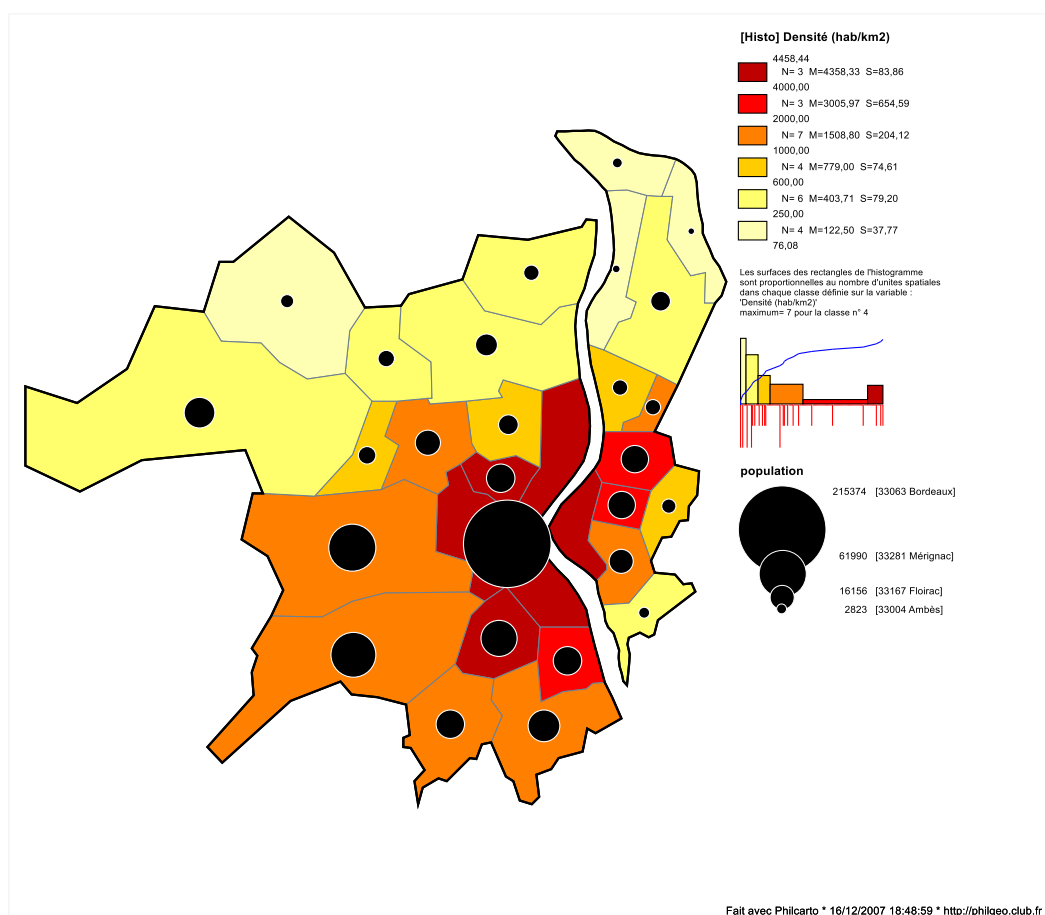 [Histo] Densité (hab/km2)
4458,44
N= 3 M=4358,33 S=83,86
4000,00
N= 3 M=3005,97 S=654,59
2000,00
N= 7 M=1508,80 S=204,12
1000,00
N= 4 M=779,00 S=74,61
600,00
N= 6 M=403,71 S=79,20
250,00
N= 4 M=122,50 S=37,77
76,08
Les surfaces des rectangles de l'histogramme
sont proportionnelles au nombre d'unites spatiales
dans chaque classe définie sur la variable :
'Densité (hab/km2)'
maximum= 7 pour la classe n° 4
population
215374 [33063 Bordeaux]
61990 [33281 Mérignac]
16156 [33167 Floirac]
2823 [33004 Ambès]
Fait avec Philcarto * 16/12/2007 18:48:59 * http://philgeo.club.fr